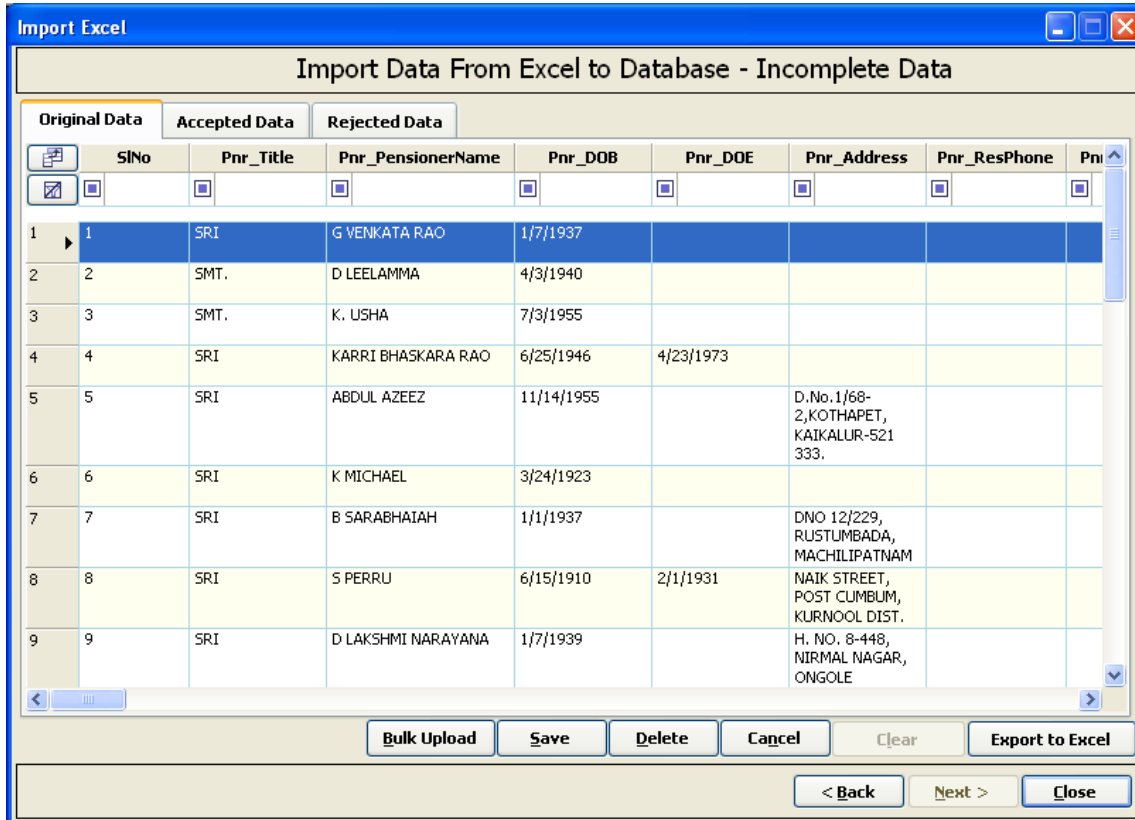 Import Excel
Import Data From Excel to Database - Incomplete Data
Original Data Accepted Data Rejected Data
SlNo Pnr_Title Pnr_PensionerName Pnr_DOB Pnr_DOE Pnr_Address Pnr_ResPhone Pnr
1 1 SRI G VENKATA RAO 1/7/1937
2 2 SMT. D LEELAMMA 4/3/1940
3 3 SMT. K. USHA 7/3/1955
4 4 SRI KARRI BHASKARA RAO 6/25/1946 4/23/1973
5 5 SRI ABDUL AZEEZ 11/14/1955 D.No.1/68-
2,KOTHAPET,
KAIKALUR-521
333.
6 6 SRI K MICHAEL 3/24/1923
7 7 SRI B SARABHAIAH 1/1/1937 DNO 12/229,
RUSTUMBADA,
MACHILIPATNAM
8 8 SRI S PERRU 6/15/1910 2/1/1931 NAIK STREET,
POST CUMBUM,
KURNOOL DIST.
9 9 SRI D LAKSHMI NARAYANA 1/7/1939 H. NO. 8-448,
NIRMAL NAGAR,
ONGOLE
Bulk Upload Save Delete Cancel Clear Export to Excel
< Back Next > Close